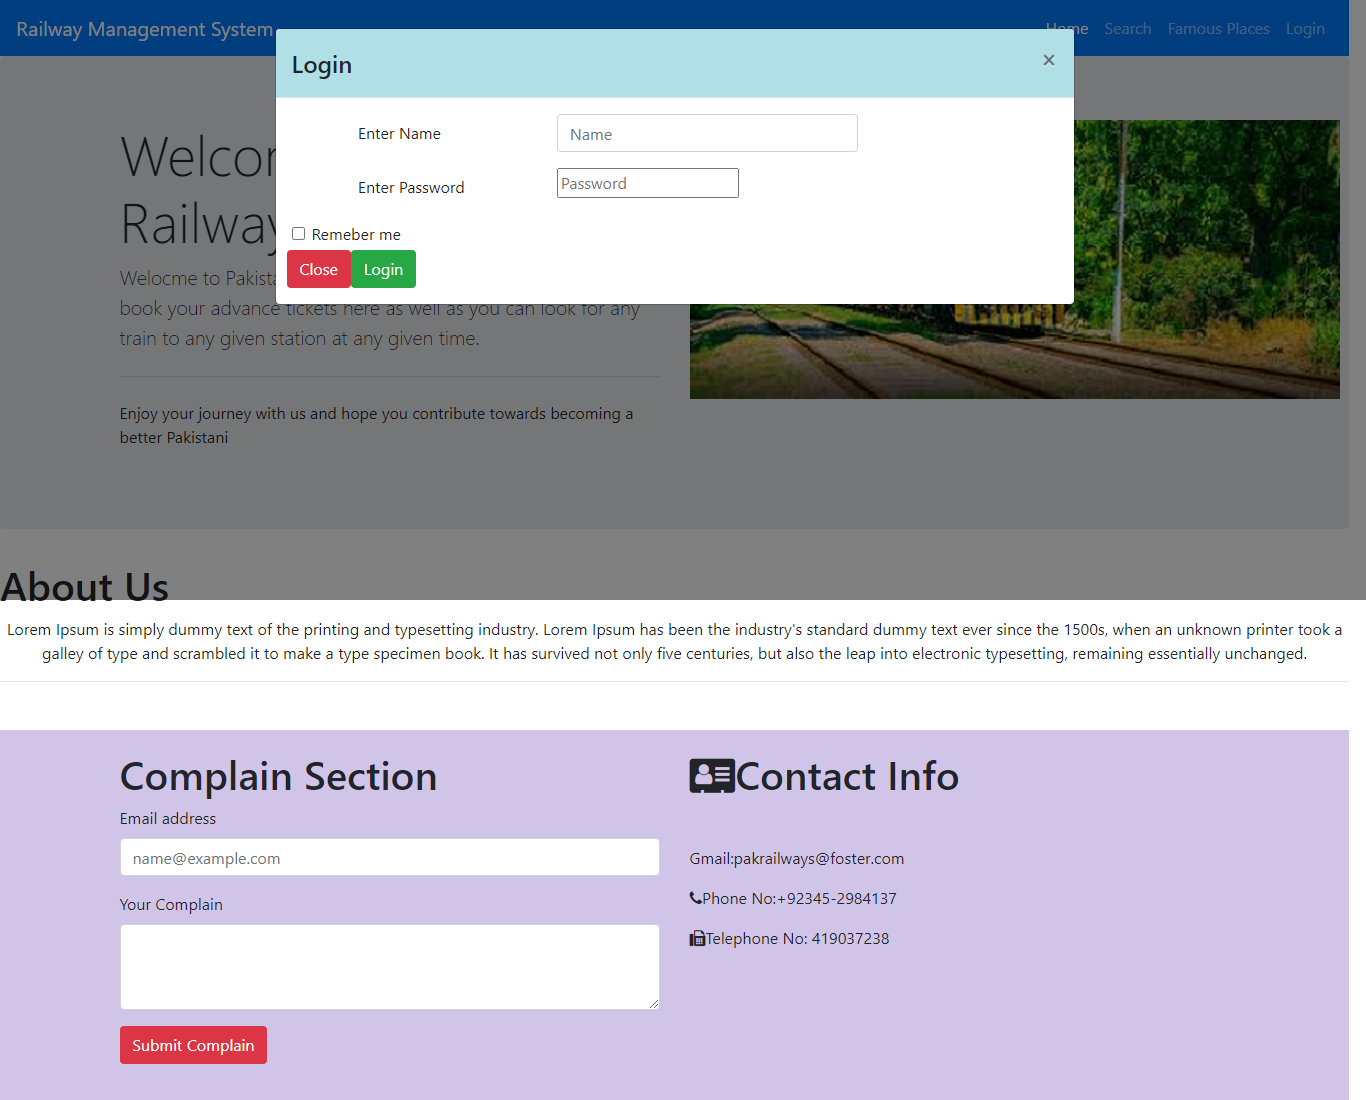 Railway Management System
Home Search Famous Places Login
Login
×
Enter Name
Name
Enter Password
Password
Remeber me
Close
Login
Railway
Welocme to
book your advance tickets here as well as you can look for any
train to any given station at any given time.
Enjoy your journey with us and hope you contribute towards becoming a
better Pakistani
About Us
Lorem Ipsum is simply dummy text of the printing and typesetting industry. Lorem Ipsum has been the industry's standard dummy text ever since the 1500s, when an unknown printer took a
galley of type and scrambled it to make a type specimen book. It has survived not only five centuries, but also the leap into electronic typesetting, remaining essentially unchanged.
Complain Section
Email address
name@example.com
Your Complain
Submit Complain
Contact Info
Gmail:pakrailways@foster.com
Phone No:+92345-2984137
Telephone No: 419037238